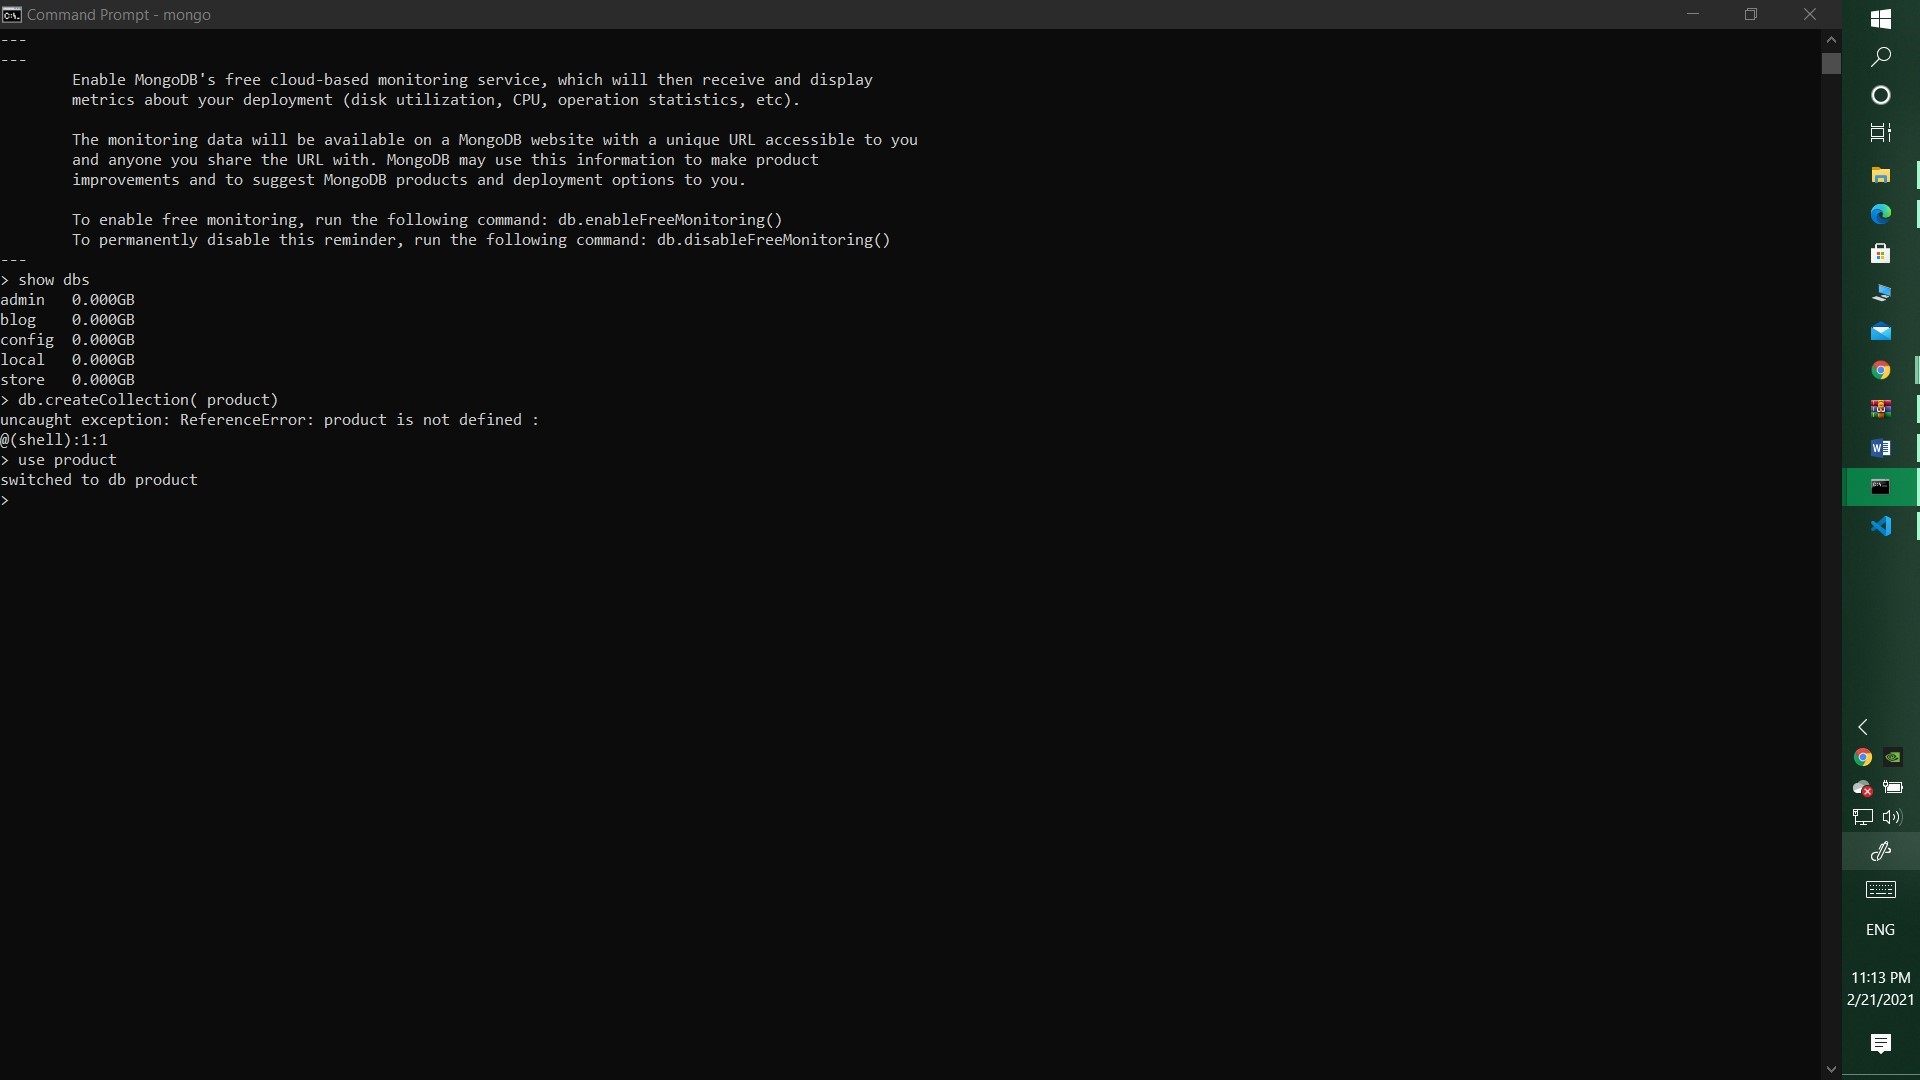 Command Prompt - mongo
---
---
Enable MongoDB's free cloud-based monitoring service, which will then receive and display
metrics about your deployment (disk utilization, CPU, operation statistics, etc).
The monitoring data will be available on a MongoDB website with a unique URL accessible to you
and anyone you share the URL with. MongoDB may use this information to make product
improvements and to suggest MongoDB products and deployment options to you.
To enable free monitoring, run the following command: db.enableFreeMonitoring()
To permanently disable this reminder, run the following command: db.disableFreeMonitoring()
---
> show dbs
admin   0.000GB
blog    0.000GB
config  0.000GB
local   0.000GB
store   0.000GB
> db.createCollection( product)
uncaught exception: ReferenceError: product is not defined :
@(shell):1:1
> use product
switched to db product
>
ENG
11:13 PM
2/21/2021